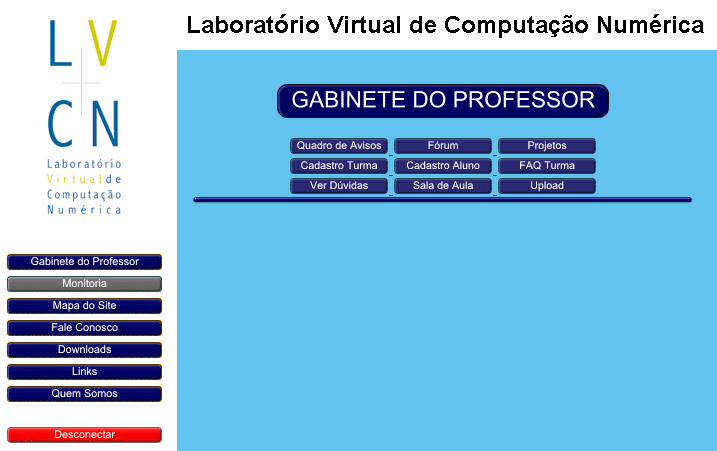 LV
CN
Laboratório
Virtual de
Computação
Numérica
Laboratório Virtual de Computação Numérica
GABINETE DO PROFESSOR
Quadro de Avisos Fórum Projetos
Cadastro Turma Cadastro Aluno FAQ Turma
Ver Dúvidas Sala de Aula Upload
Gabinete do Professor
Monitoria
Mapa do Site
Fale Conosco
Downloads
Links
Quem Somos
Desconectar